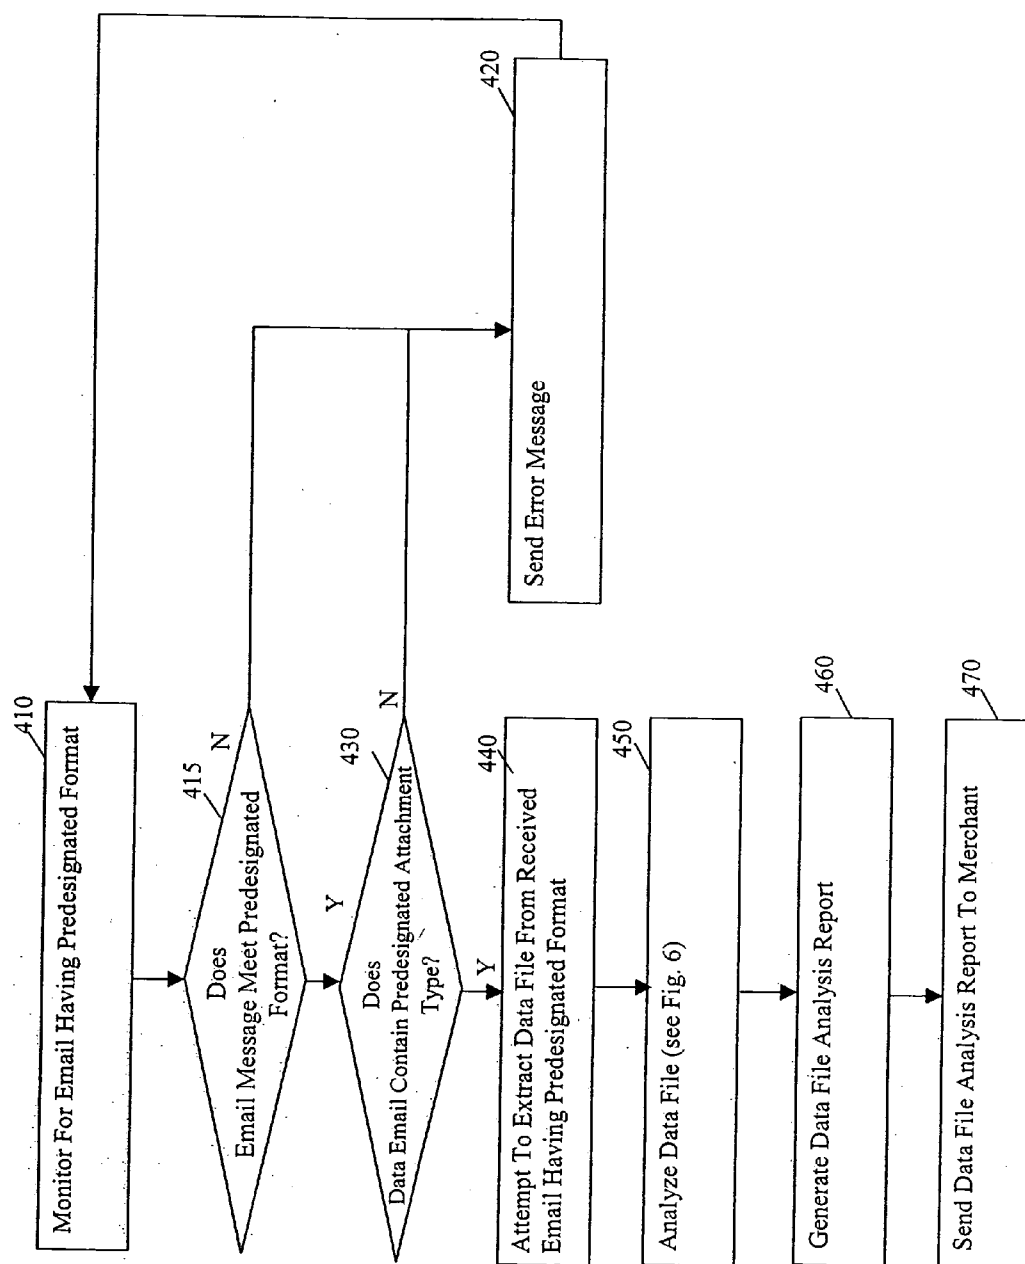 410
Monitor For Email Having Predesignated Format
415
Does
Email Message Meet Predesignated
Format?
N
Y
430
Does
Data Email Contain Predesignated Attachment
Type?
N
Y
420
Send Error Message
440
Attempt To Extract Data File From Received
Email Having Predesignated Format
450
Analyze Data File (see Fig. 6)
460
Generate Data File Analysis Report
470
Send Data File Analysis Report To Merchant